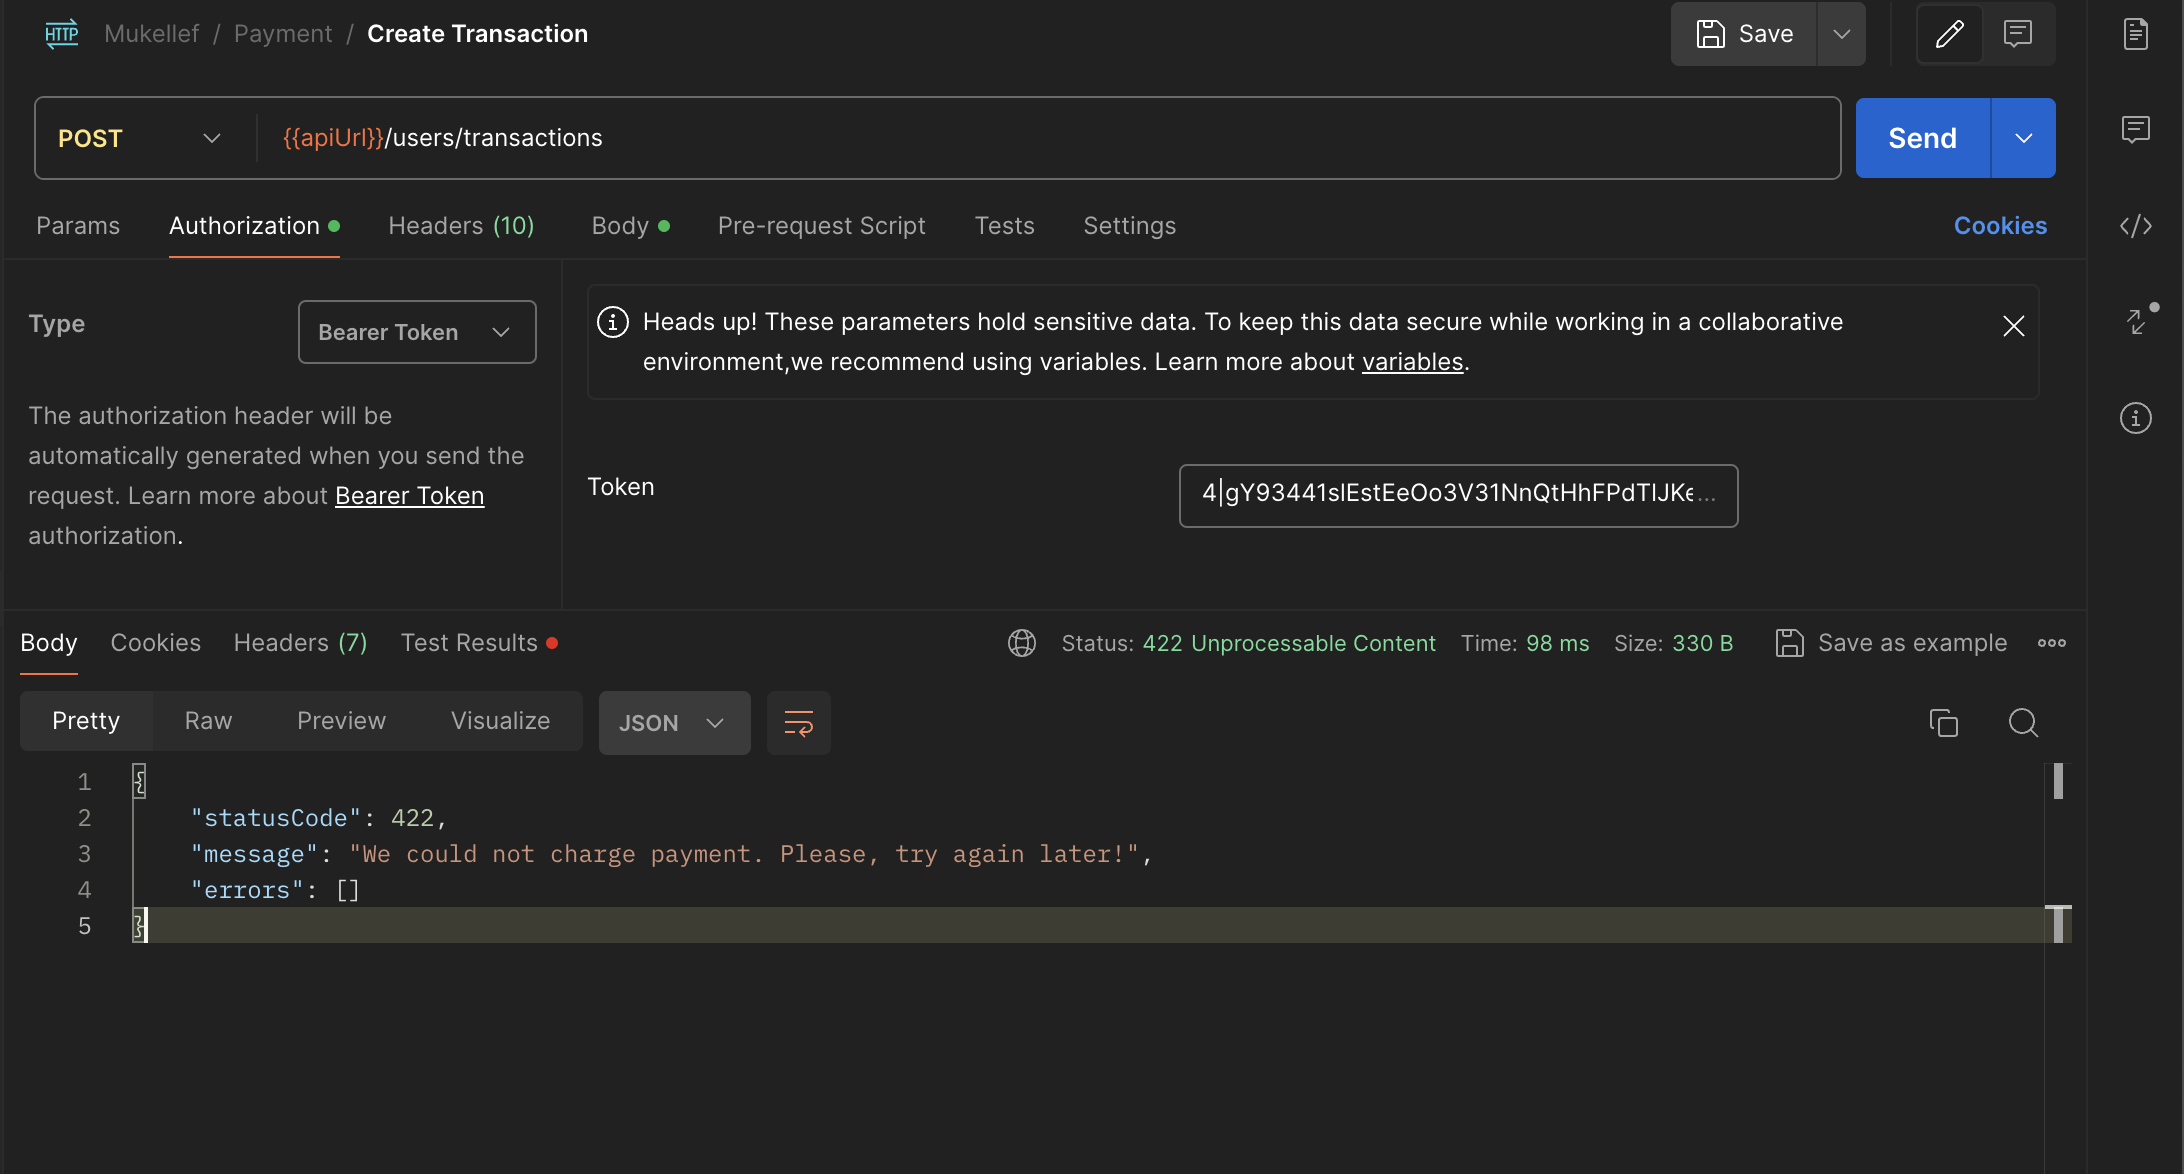 HTTP Mukellef / Payment / Create Transaction Save
POST {{apiUrl}}/users/transactions Send
Params Authorization Headers (10) Body Pre-request Script Tests Settings Cookies
Type Bearer Token
The authorization header will be
automatically generated when you send the
request. Learn more about Bearer Token
authorization.
Heads up! These parameters hold sensitive data. To keep this data secure while working in a collaborative
environment,we recommend using variables. Learn more about variables.
Token 4|gY93441slEstEeOo3V31NnQtHhFPdTIJKe...
Body Cookies Headers (7) Test Results Status: 422 Unprocessable Content Time: 98 ms Size: 330 B Save as example
Pretty Raw Preview Visualize JSON
1 {
2 "statusCode": 422,
3 "message": "We could not charge payment. Please, try again later!",
4 "errors": []
5 }